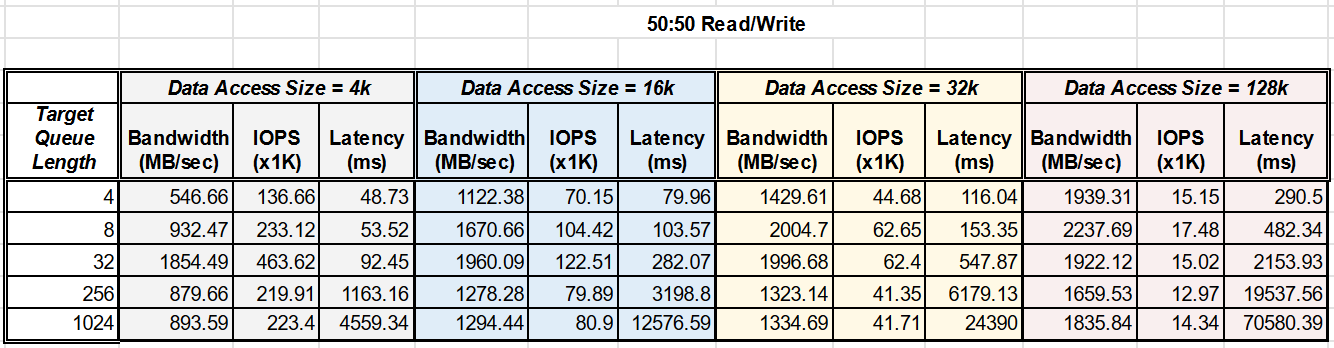 50:50 Read/Write
Data Access Size = 4k Data Access Size = 16k Data Access Size = 32k Data Access Size = 128k
Target
Queue
Length
Bandwidth IOPS Latency Bandwidth IOPS Latency Bandwidth IOPS Latency Bandwidth IOPS Latency
(MB/sec) (x1K) (ms) (MB/sec) (x1K) (ms) (MB/sec) (x1K) (ms) (MB/sec) (x1K) (ms)
4 546.66 136.66 48.73 1122.38 70.15 79.96 1429.61 44.68 116.04 1939.31 15.15 290.5
8 932.47 233.12 53.52 1670.66 104.42 103.57 2004.7 62.65 153.35 2237.69 17.48 482.34
32 1854.49 463.62 92.45 1960.09 122.51 282.07 1996.68 62.4 547.87 1922.12 15.02 2153.93
256 879.66 219.91 1163.16 1278.28 79.89 3198.8 1323.14 41.35 6179.13 1659.53 12.97 19537.56
1024 893.59 223.4 4559.34 1294.44 80.9 12576.59 1334.69 41.71 24390 1835.84 14.34 70580.39